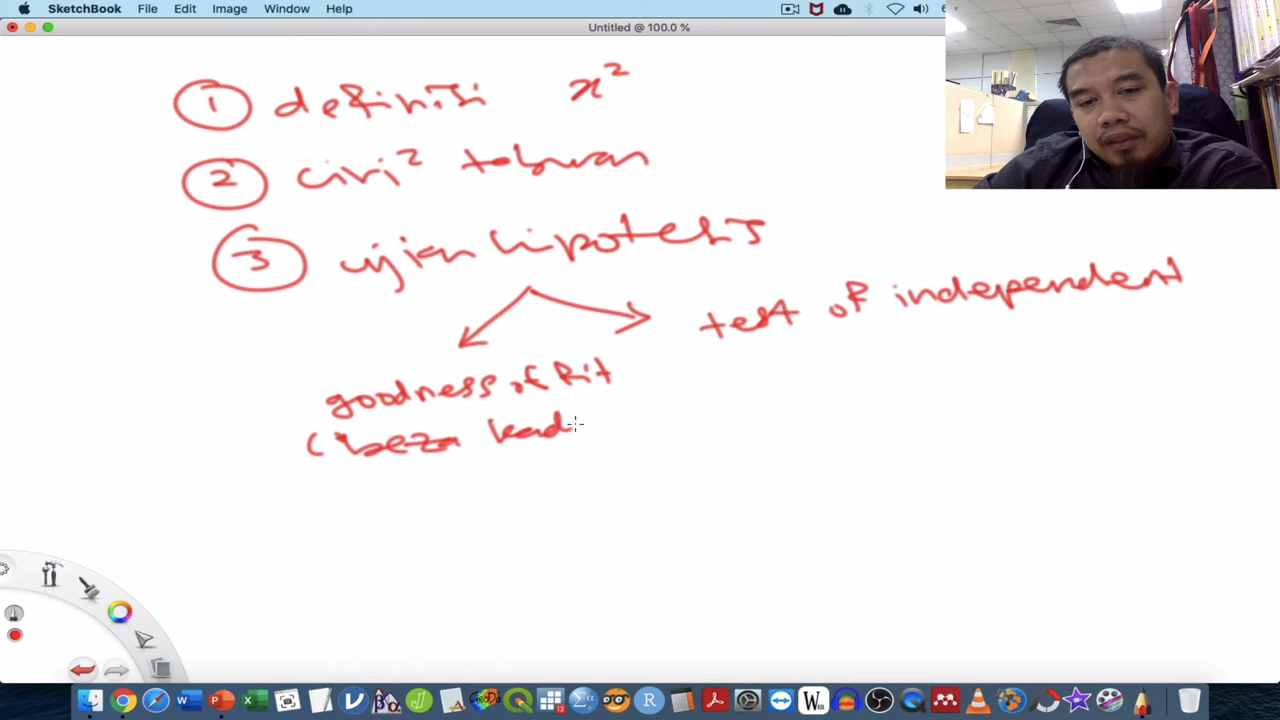 SketchBook File Edit Image Window Help
Untitled @ 100.0 %
1 definisi x²
2 ciri² taburan
3 ujian hipotesis
test of independent
goodness of fit
(beza kad